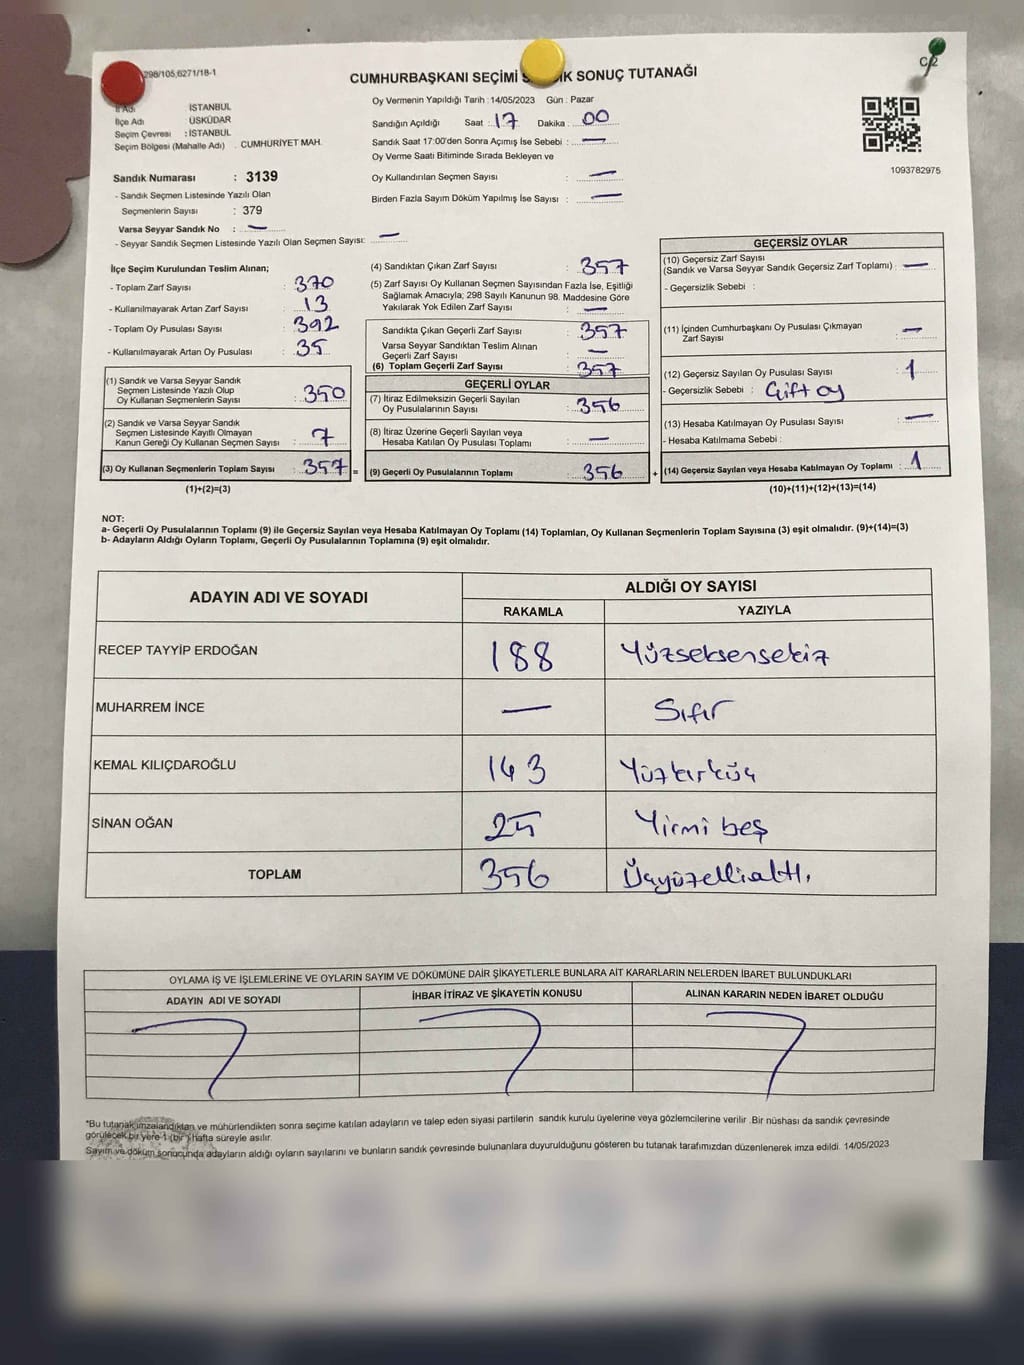 298/105,6271/18-1
C/2
CUMHURBAŞKANI SEÇİMİ S IK SONUÇ TUTANAĞI
İl Adı İSTANBUL
İlçe Adı : ÜSKÜDAR
Seçim Çevresi : İSTANBUL
Seçim Bölgesi (Mahalle Adı) . CUMHURİYET MAH.
Oy Vermenin Yapıldığı Tarih : 14/05/2023 Gün : Pazar
Sandığın Açıldığı Saat : 17 Dakika : 00
Sandık Saat 17:00'den Sonra Açımış İse Sebebi : —
Oy Verme Saati Bitiminde Sırada Bekleyen ve
Oy Kullandırılan Seçmen Sayısı : —
Birden Fazla Sayım Döküm Yapılmış İse Sayısı : —
1093782975
Sandık Numarası : 3139
- Sandık Seçmen Listesinde Yazılı Olan
Seçmenlerin Sayısı : 379
Varsa Seyyar Sandık No : —
- Seyyar Sandık Seçmen Listesinde Yazılı Olan Seçmen Sayısı: —
İlçe Seçim Kurulundan Teslim Alınan;
- Toplam Zarf Sayısı : 370
- Kullanılmayarak Artan Zarf Sayısı : 13
- Toplam Oy Pusulası Sayısı : 392
- Kullanılmayarak Artan Oy Pusulası : 35
(1) Sandık ve Varsa Seyyar Sandık
Seçmen Listesinde Yazılı Olup
Oy Kullanan Seçmenlerin Sayısı : 350
(2) Sandık ve Varsa Seyyar Sandık
Seçmen Listesinde Kayıtlı Olmayan
Kanun Gereği Oy Kullanan Seçmen Sayısı : 7
(3) Oy Kullanan Seçmenlerin Toplam Sayısı : 357 =
(1)+(2)=(3)
(4) Sandıktan Çıkan Zarf Sayısı : 357
(5) Zarf Sayısı Oy Kullanan Seçmen Sayısından Fazla İse, Eşitliği
Sağlamak Amacıyla; 298 Sayılı Kanunun 98. Maddesine Göre
Yakılarak Yok Edilen Zarf Sayısı : —
Sandıkta Çıkan Geçerli Zarf Sayısı : 357
Varsa Seyyar Sandıktan Teslim Alınan
Geçerli Zarf Sayısı : —
(6) Toplam Geçerli Zarf Sayısı : 357
GEÇERLİ OYLAR
(7) İtiraz Edilmeksizin Geçerli Sayılan
Oy Pusulalarının Sayısı : 356
(8) İtiraz Üzerine Geçerli Sayılan veya
Hesaba Katılan Oy Pusulası Toplamı : —
(9) Geçerli Oy Pusulalarının Toplamı : 356 +
GEÇERSİZ OYLAR
(10) Geçersiz Zarf Sayısı
(Sandık ve Varsa Seyyar Sandık Geçersiz Zarf Toplamı) : —
- Geçersizlik Sebebi :
(11) İçinden Cumhurbaşkanı Oy Pusulası Çıkmayan
Zarf Sayısı : —
(12) Geçersiz Sayılan Oy Pusulası Sayısı : 1
- Geçersizlik Sebebi : Çift oy
(13) Hesaba Katılmayan Oy Pusulası Sayısı : —
- Hesaba Katılmama Sebebi :
(14) Geçersiz Sayılan veya Hesaba Katılmayan Oy Toplamı : 1
(10)+(11)+(12)+(13)=(14)
NOT:
a- Geçerli Oy Pusulalarının Toplamı (9) ile Geçersiz Sayılan veya Hesaba Katılmayan Oy Toplamı (14) Toplamları, Oy Kullanan Seçmenlerin Toplam Sayısına (3) eşit olmalıdır. (9)+(14)=(3)
b- Adayların Aldığı Oyların Toplamı, Geçerli Oy Pusulalarının Toplamına (9) eşit olmalıdır.
ADAYIN ADI VE SOYADI ALDIĞI OY SAYISI
RAKAMLA YAZIYLA
RECEP TAYYİP ERDOĞAN 188 Yüzseksensekiz
MUHARREM İNCE — Sıfır
KEMAL KILIÇDAROĞLU 143 Yüzkırküç
SİNAN OĞAN 25 Yirmi beş
TOPLAM 356 Üçyüzellialtı.
OYLAMA İŞ VE İŞLEMLERİNE VE OYLARIN SAYIM VE DÖKÜMÜNE DAİR ŞİKAYETLERLE BUNLARA AİT KARARLARIN NELERDEN İBARET BULUNDUKLARI
ADAYIN ADI VE SOYADI İHBAR İTİRAZ VE ŞİKAYETİN KONUSU ALINAN KARARIN NEDEN İBARET OLDUĞU
*Bu tutanak imzalandıktan ve mühürlendikten sonra seçime katılan adayların ve talep eden siyasi partilerin sandık kurulu üyelerine veya gözlemcilerine verilir .Bir nüshası da sandık çevresinde
görülecek bir yere 1 (bir ) hafta süreyle asılır.
Sayım ve döküm sonucunda adayların aldığı oyların sayılarını ve bunların sandık çevresinde bulunanlara duyurulduğunu gösteren bu tutanak tarafımızdan düzenlenerek imza edildi. 14/05/2023